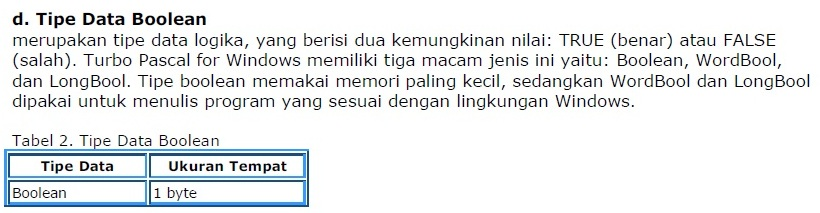 d. Tipe Data Boolean
merupakan tipe data logika, yang berisi dua kemungkinan nilai: TRUE (benar) atau FALSE
(salah). Turbo Pascal for Windows memiliki tiga macam jenis ini yaitu: Boolean, WordBool,
dan LongBool. Tipe boolean memakai memori paling kecil, sedangkan WordBool dan LongBool
dipakai untuk menulis program yang sesuai dengan lingkungan Windows.
Tabel 2. Tipe Data Boolean
Tipe Data Ukuran Tempat
Boolean 1 byte